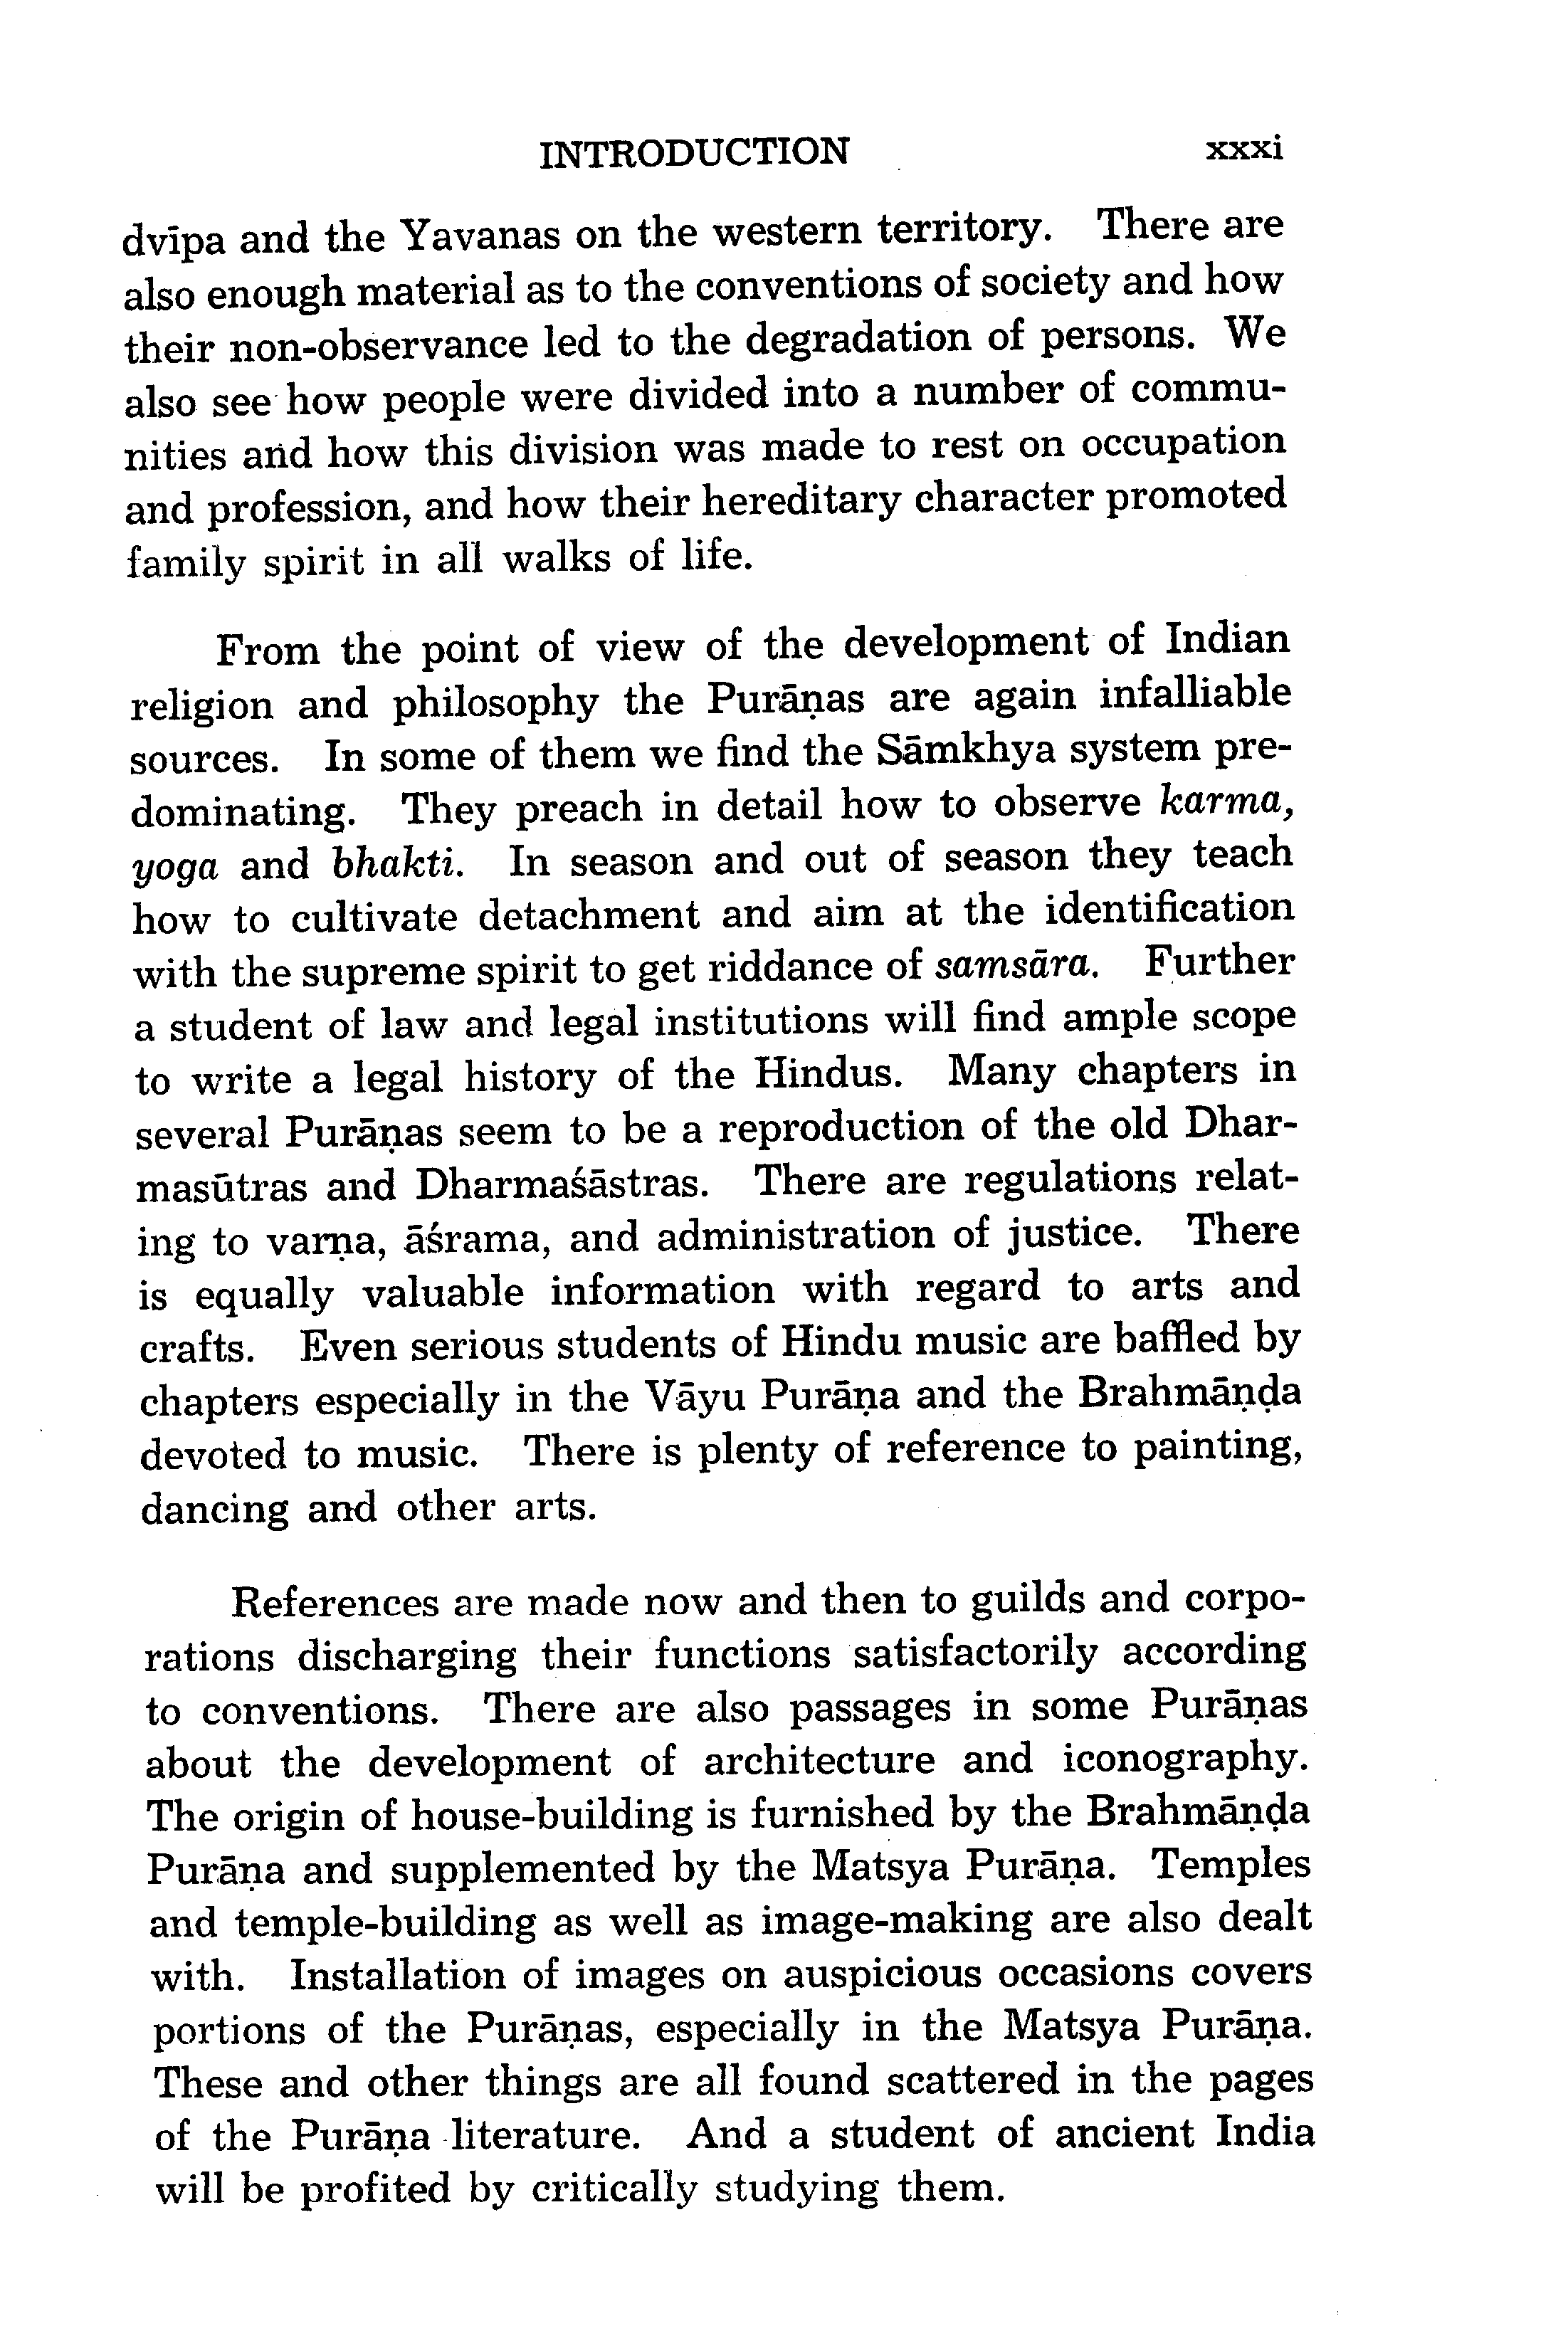 INTRODUCTION xxxi
dvīpa and the Yavanas on the western territory. There are
also enough material as to the conventions of society and how
their non-observance led to the degradation of persons. We
also see how people were divided into a number of commu-
nities and how this division was made to rest on occupation
and profession, and how their hereditary character promoted
family spirit in all walks of life.
From the point of view of the development of Indian
religion and philosophy the Purāṇas are again infalliable
sources. In some of them we find the Sāmkhya system pre-
dominating. They preach in detail how to observe karma,
yoga and bhakti. In season and out of season they teach
how to cultivate detachment and aim at the identification
with the supreme spirit to get riddance of samsāra. Further
a student of law and legal institutions will find ample scope
to write a legal history of the Hindus. Many chapters in
several Purāṇas seem to be a reproduction of the old Dhar-
masūtras and Dharmaśāstras. There are regulations relat-
ing to varṇa, āśrama, and administration of justice. There
is equally valuable information with regard to arts and
crafts. Even serious students of Hindu music are baffled by
chapters especially in the Vāyu Purāṇa and the Brahmāṇḍa
devoted to music. There is plenty of reference to painting,
dancing and other arts.
References are made now and then to guilds and corpo-
rations discharging their functions satisfactorily according
to conventions. There are also passages in some Purāṇas
about the development of architecture and iconography.
The origin of house-building is furnished by the Brahmāṇḍa
Purāṇa and supplemented by the Matsya Purāṇa. Temples
and temple-building as well as image-making are also dealt
with. Installation of images on auspicious occasions covers
portions of the Purāṇas, especially in the Matsya Purāṇa.
These and other things are all found scattered in the pages
of the Purāṇa literature. And a student of ancient India
will be profited by critically studying them.